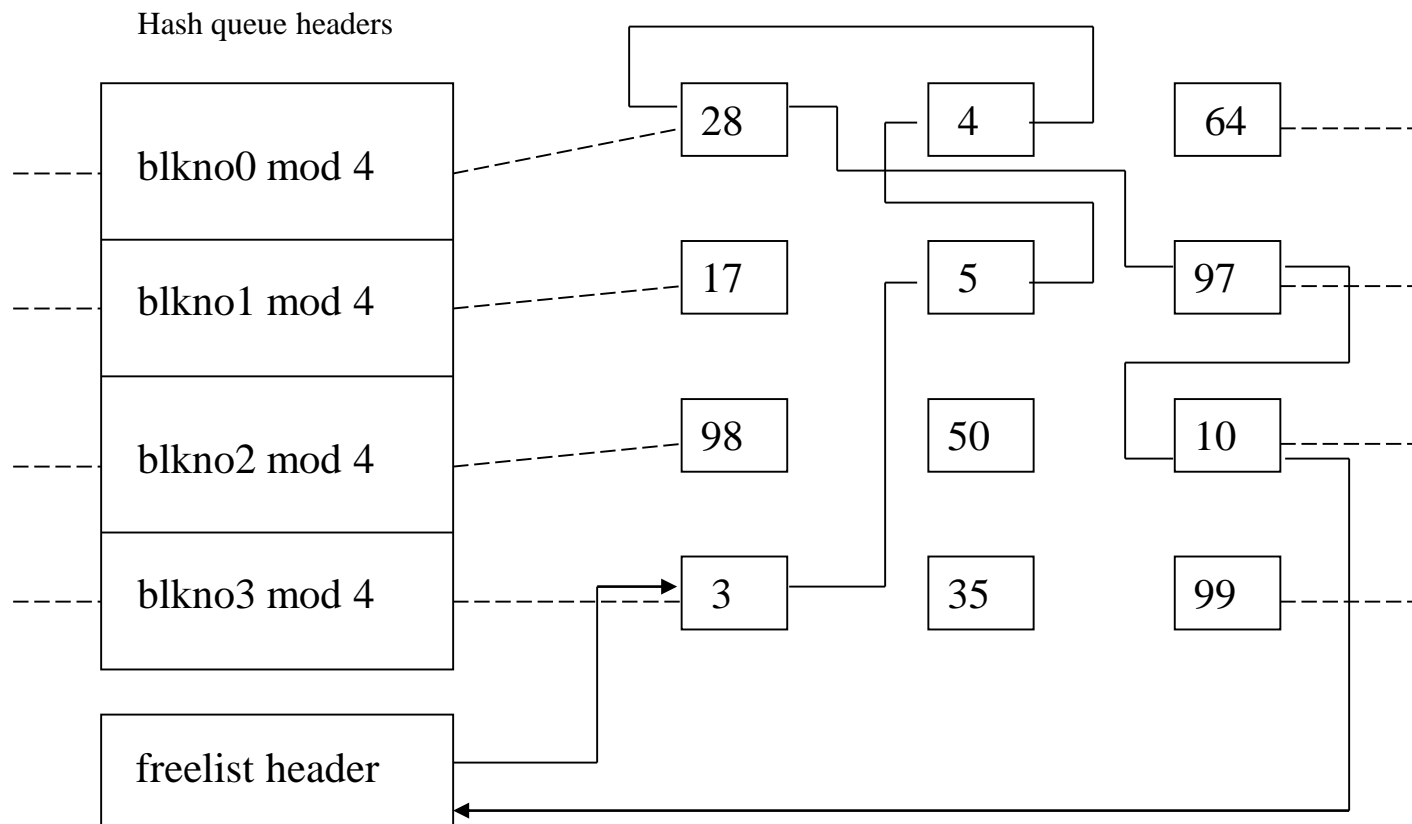 Hash queue headers
blkno0 mod 4
28
4
64
blkno1 mod 4
17
5
97
blkno2 mod 4
98
50
10
blkno3 mod 4
3
35
99
freelist header